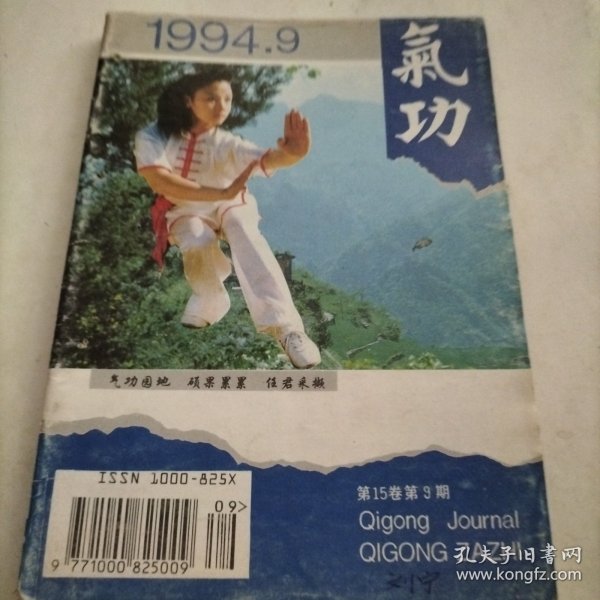 1994.9
氣功
气功园地 硕果累累 任君采撷
ISSN 1000-825X
09>
9 771000 825009
第15卷第9期
Qigong Journal
QIGONG ZAZHI
孔夫子旧书网
www.kongfz.com